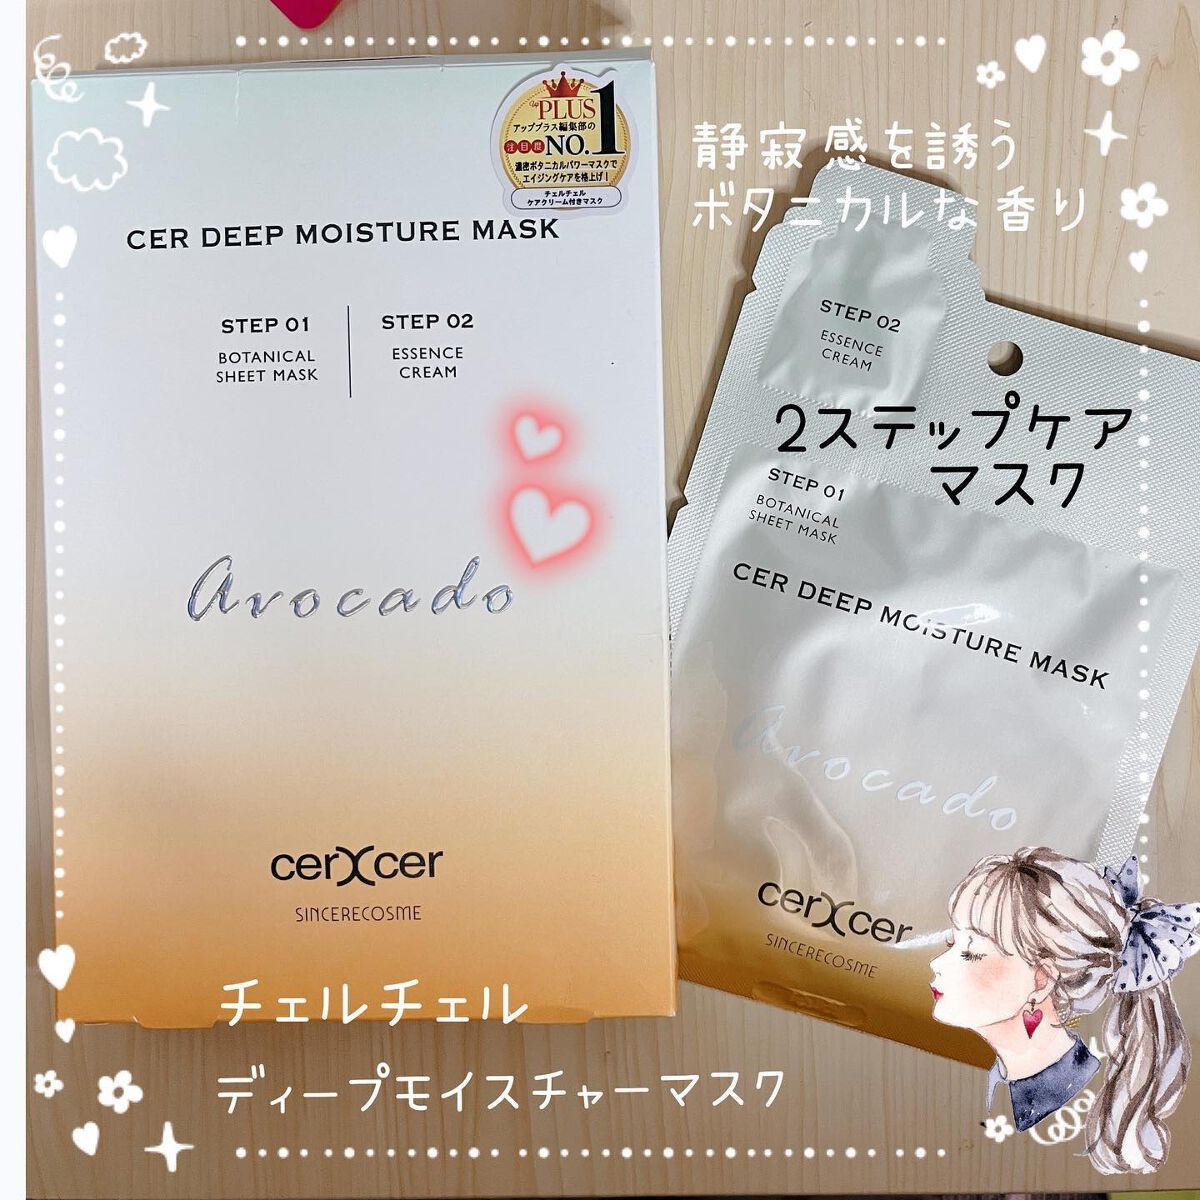 Up PLUS
アッププラス編集部の
注目度 NO.1
濃密ボタニカルパワーマスクで
エイジングケアを格上げ!
チェルチェル
ケアクリーム付きマスク
CER DEEP MOISTURE MASK
STEP 01
BOTANICAL
SHEET MASK
STEP 02
ESSENCE
CREAM
Avocado
cerXcer
SINCERECOSME
静寂感を誘う
ボタニカルな香り
STEP 02
ESSENCE
CREAM
2ステップケア
マスク
STEP 01
BOTANICAL
SHEET MASK
CER DEEP MOISTURE MASK
Avocado
cerXcer
SINCERECOSME
チェルチェル
ディープモイスチャーマスク